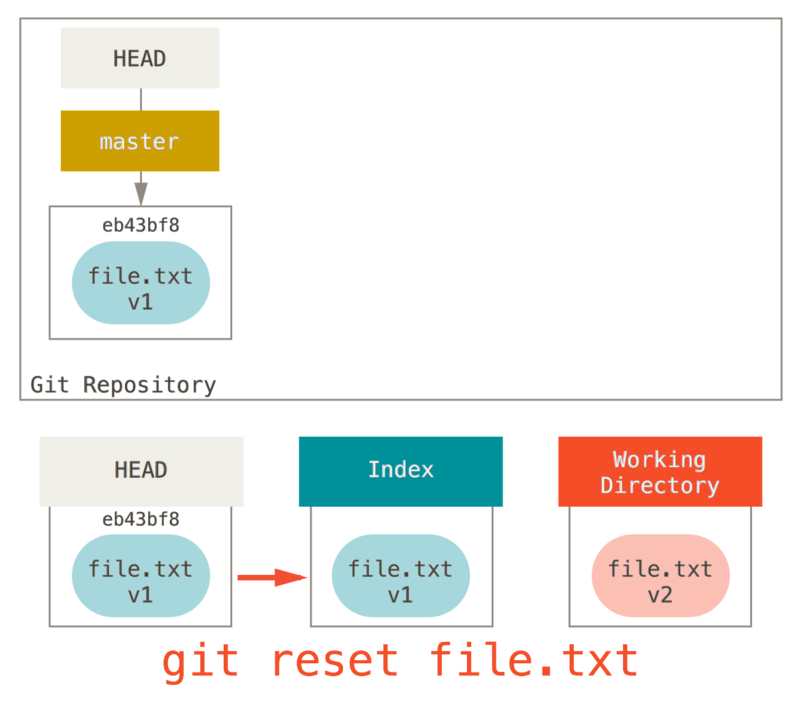 HEAD
master
eb43bf8
file.txt
v1
Git Repository
HEAD
Index
Working
Directory
eb43bf8
file.txt
v1
file.txt
v1
file.txt
v2
git reset file.txt